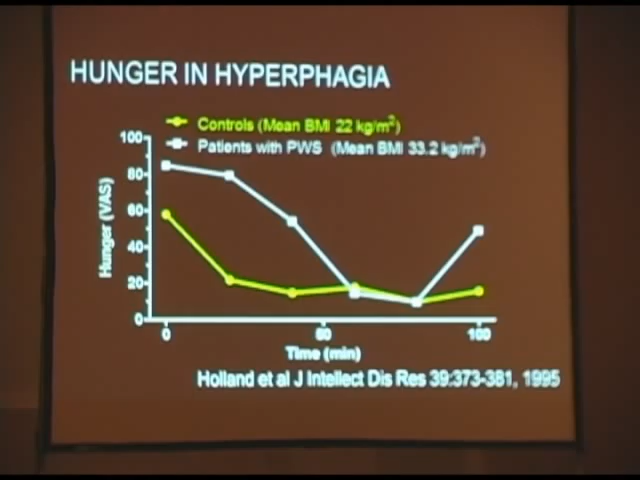 HUNGER IN HYPERPHAGIA
Controls (Mean BMI 22 kg/m²)
Patients with PWS (Mean BMI 33.2 kg/m²)
Hunger (VAS)
100
80
60
40
20
0
0 50 100
Time (min)
Holland et al J Intellect Dis Res 39:373-381, 1995